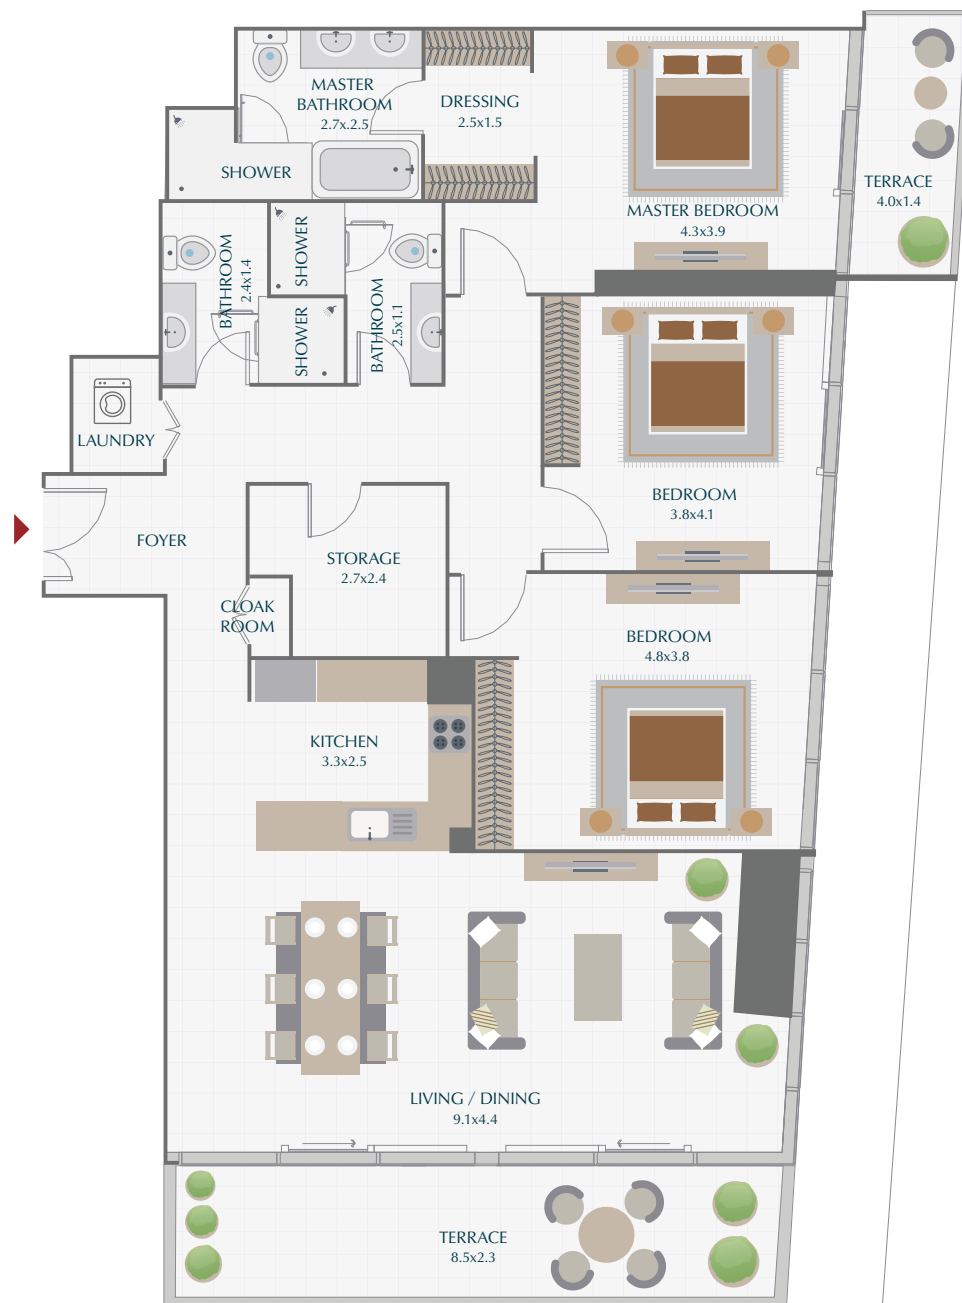 MASTER
BATHROOM
2.7x.2.5
DRESSING
2.5x1.5
SHOWER
TERRACE
4.0x1.4
MASTER BEDROOM
4.3x3.9
BATHROOM
2.4x1.4
SHOWER
SHOWER
BATHROOM
2.5x1.1
LAUNDRY
BEDROOM
3.8x4.1
FOYER
STORAGE
2.7x2.4
CLOAK
ROOM
BEDROOM
4.8x3.8
KITCHEN
3.3x2.5
LIVING / DINING
9.1x4.4
TERRACE
8.5x2.3